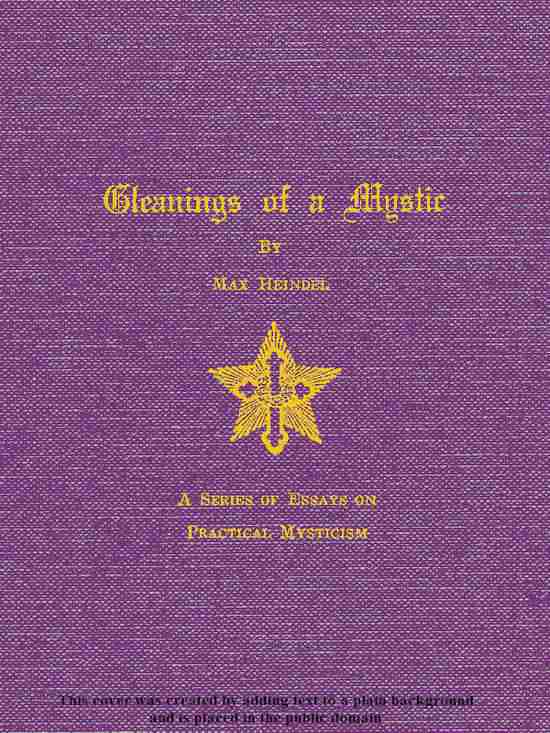 Gleanings of a Mystic
By
Max Heindel
A Series of Essays on
Practical Mysticism
This cover was created by adding text to a plain background
and is placed in the public domain